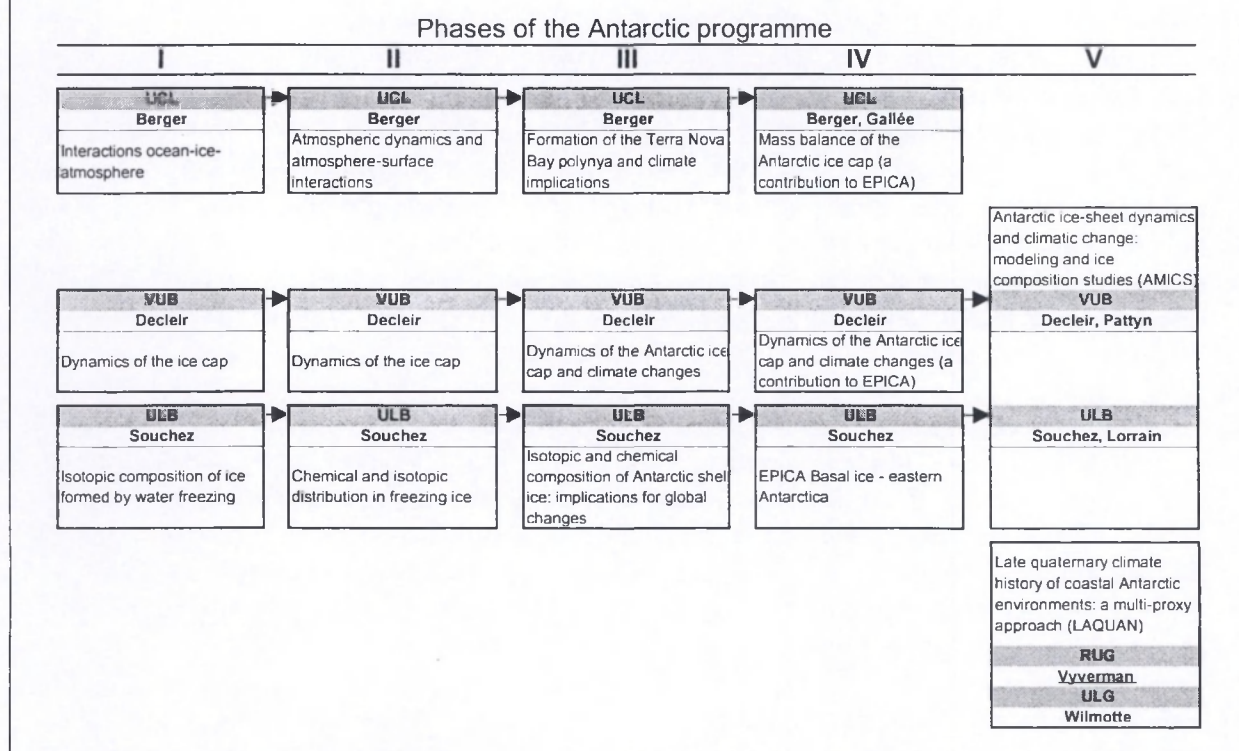 Phases of the Antarctic programme
I II III IV V
UCL
Berger
Interactions ocean-ice-
atmosphere
UCL
Berger
Atmospheric dynamics and
atmosphere-surface
interactions
UCL
Berger
Formation of the Terra Nova
Bay polynya and climate
implications
UCL
Berger, Gallée
Mass balance of the
Antarctic ice cap (a
contribution to EPICA)
VUB
Decleir
Dynamics of the ice cap
VUB
Decleir
Dynamics of the ice cap
VUB
Decleir
Dynamics of the Antarctic ice
cap and climate changes
VUB
Decleir
Dynamics of the Antarctic ice
cap and climate changes (a
contribution to EPICA)
Antarctic ice-sheet dynamics
and climatic change:
modeling and ice
composition studies (AMICS)
VUB
Decleir, Pattyn
ULB
Souchez
Isotopic composition of ice
formed by water freezing
ULB
Souchez
Chemical and isotopic
distribution in freezing ice
ULB
Souchez
Isotopic and chemical
composition of Antarctic shel
ice: implications for global
changes
ULB
Souchez
EPICA Basal ice - eastern
Antarctica
ULB
Souchez, Lorrain
Late quaternary climate
history of coastal Antarctic
environments: a multi-proxy
approach (LAQUAN)
RUG
Vyverman
ULG
Wilmotte